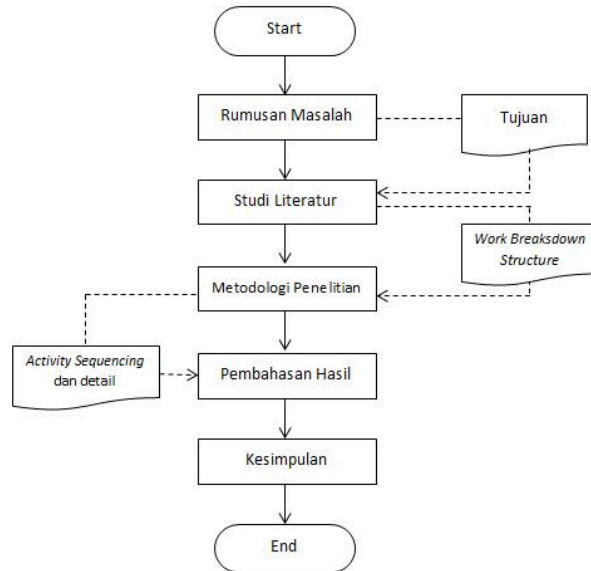 Start
Rumusan Masalah
Tujuan
Studi Literatur
Work Breaksdown
Structure
Metodologi Penelitian
Activity Sequencing
dan detail
Pembahasan Hasil
Kesimpulan
End